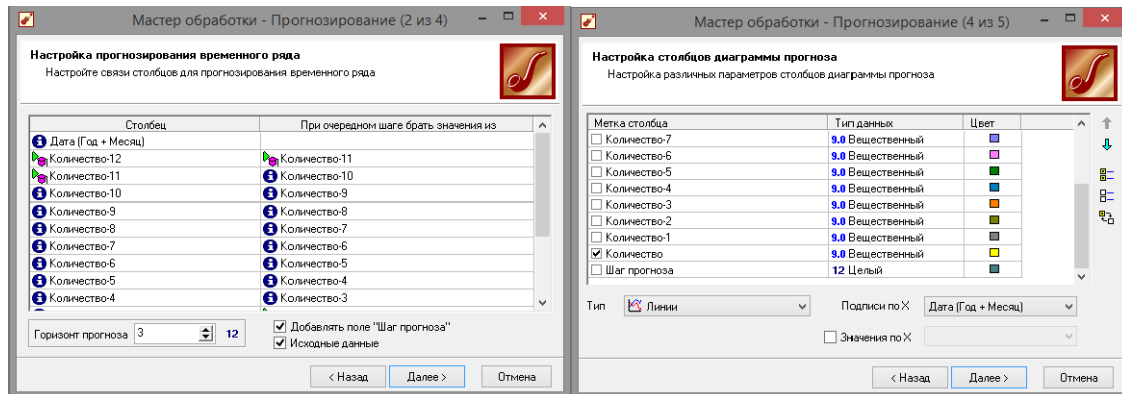 Мастер обработки - Прогнозирование (2 из 4)
Настройка прогнозирования временного ряда
Настройте связи столбцов для прогнозирования временного ряда
Столбец При очередном шаге брать значения из
Дата (Год + Месяц)
Количество-12 Количество-11
Количество-11 Количество-10
Количество-10 Количество-9
Количество-9 Количество-8
Количество-8 Количество-7
Количество-7 Количество-6
Количество-6 Количество-5
Количество-5 Количество-4
Количество-4 Количество-3
Горизонт прогноза 3 12
Добавлять поле "Шаг прогноза"
Исходные данные
< Назад Далее > Отмена
Мастер обработки - Прогнозирование (4 из 5)
Настройка столбцов диаграммы прогноза
Настройка различных параметров столбцов диаграммы прогноза
Метка столбца Тип данных Цвет
Количество-7 9.0 Вещественный
Количество-6 9.0 Вещественный
Количество-5 9.0 Вещественный
Количество-4 9.0 Вещественный
Количество-3 9.0 Вещественный
Количество-2 9.0 Вещественный
Количество-1 9.0 Вещественный
Количество 9.0 Вещественный
Шаг прогноза 12 Целый
Тип Линии Подписи по X Дата (Год + Месяц)
Значения по X
< Назад Далее > Отмена